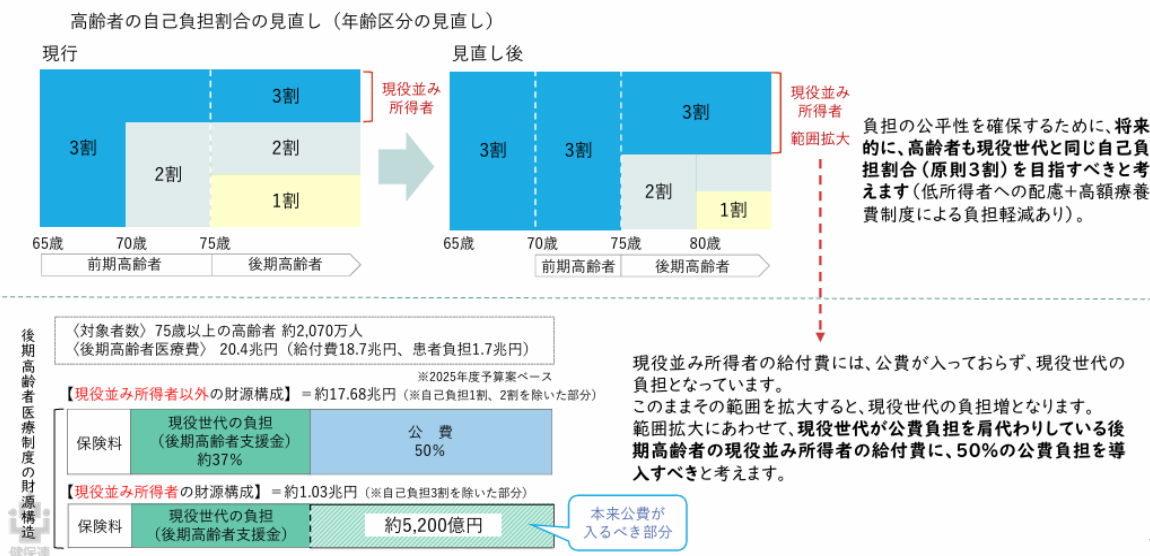 高齢者の自己負担割合の見直し（年齢区分の見直し）
現行
3割
3割
2割
2割
1割
現役並み
所得者
65歳
70歳
75歳
前期高齢者
後期高齢者
見直し後
3割
3割
3割
2割
1割
現役並み
所得者
範囲拡大
65歳
70歳
75歳
80歳
前期高齢者
後期高齢者
負担の公平性を確保するために、将来
的に、高齢者も現役世代と同じ自己負
担割合（原則３割）を目指すべきと考
えます（低所得者への配慮＋高額療養
費制度による負担軽減あり）。
後期高齢者医療制度の財源構造
〈対象者数〉75歳以上の高齢者 約2,070万人
〈後期高齢者医療費〉 20.4兆円（給付費18.7兆円、患者負担1.7兆円）
※2025年度予算案ベース
【現役並み所得者以外の財源構成】＝約17.68兆円（※自己負担1割、2割を除いた部分）
保険料
現役世代の負担
（後期高齢者支援金）
約37%
公 費
50%
【現役並み所得者の財源構成】＝約1.03兆円（※自己負担3割を除いた部分）
保険料
現役世代の負担
（後期高齢者支援金）
約5,200億円
本来公費が
入るべき部分
現役並み所得者の給付費には、公費が入っておらず、現役世代の
負担となっています。
このままその範囲を拡大すると、現役世代の負担増となります。
範囲拡大にあわせて、現役世代が公費負担を肩代わりしている後
期高齢者の現役並み所得者の給付費に、50％の公費負担を導
入すべきと考えます。
健保連